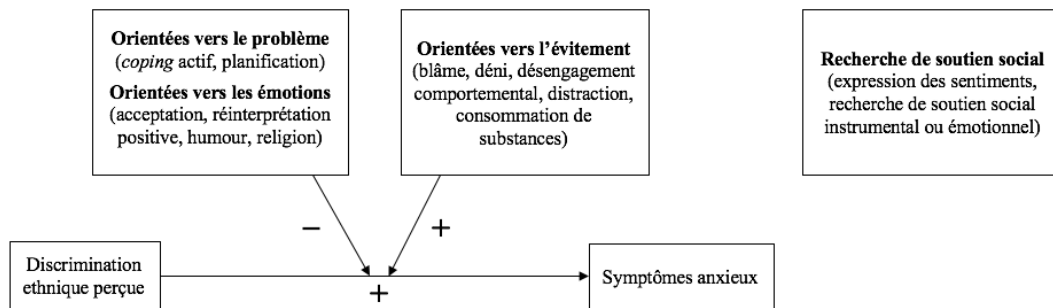 Orientées vers le problème
(coping actif, planification)
Orientées vers les émotions
(acceptation, réinterprétation
positive, humour, religion)
Orientées vers l’évitement
(blâme, déni, désengagement
comportemental, distraction,
consommation de
substances)
Recherche de soutien social
(expression des sentiments,
recherche de soutien social
instrumental ou émotionnel)
−
+
Discrimination
ethnique perçue
+
Symptômes anxieux